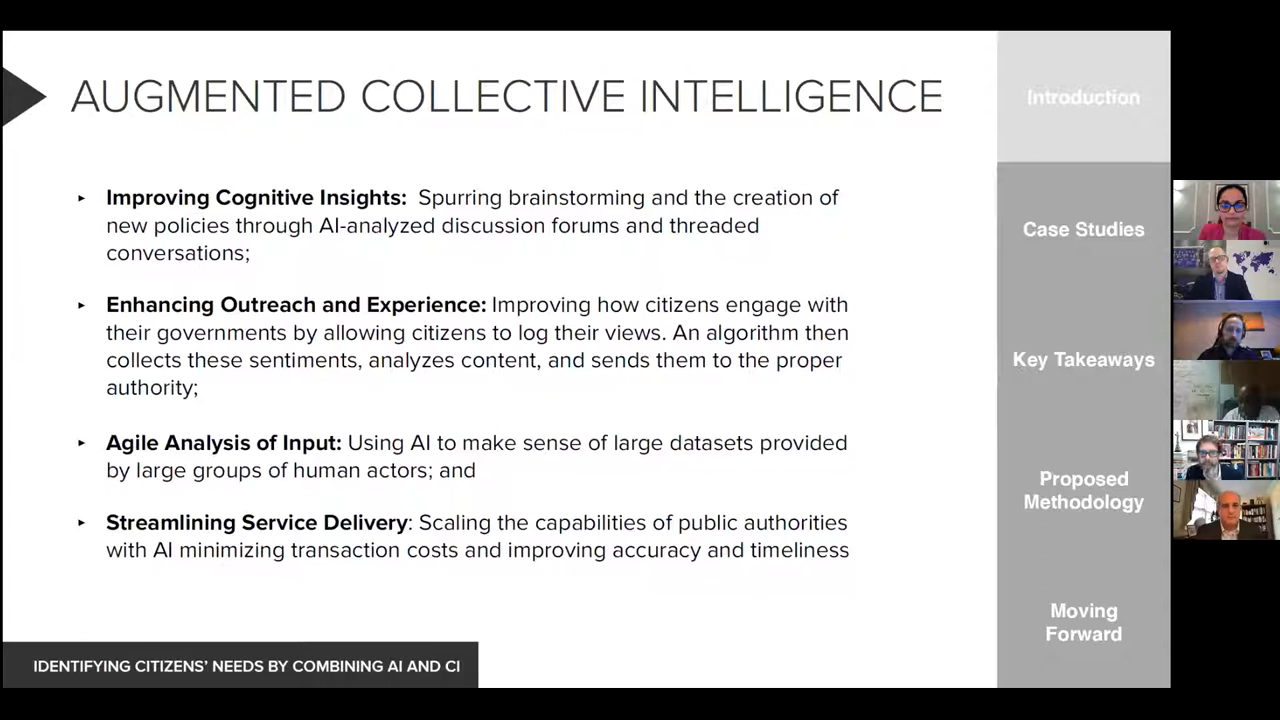 AUGMENTED COLLECTIVE INTELLIGENCE
Improving Cognitive Insights: Spurring brainstorming and the creation of
new policies through AI-analyzed discussion forums and threaded
conversations;
Enhancing Outreach and Experience: Improving how citizens engage with
their governments by allowing citizens to log their views. An algorithm then
collects these sentiments, analyzes content, and sends them to the proper
authority;
Agile Analysis of Input: Using AI to make sense of large datasets provided
by large groups of human actors; and
Streamlining Service Delivery: Scaling the capabilities of public authorities
with AI minimizing transaction costs and improving accuracy and timeliness
IDENTIFYING CITIZENS' NEEDS BY COMBINING AI AND CI
Introduction
Case Studies
Key Takeaways
Proposed
Methodology
Moving
Forward